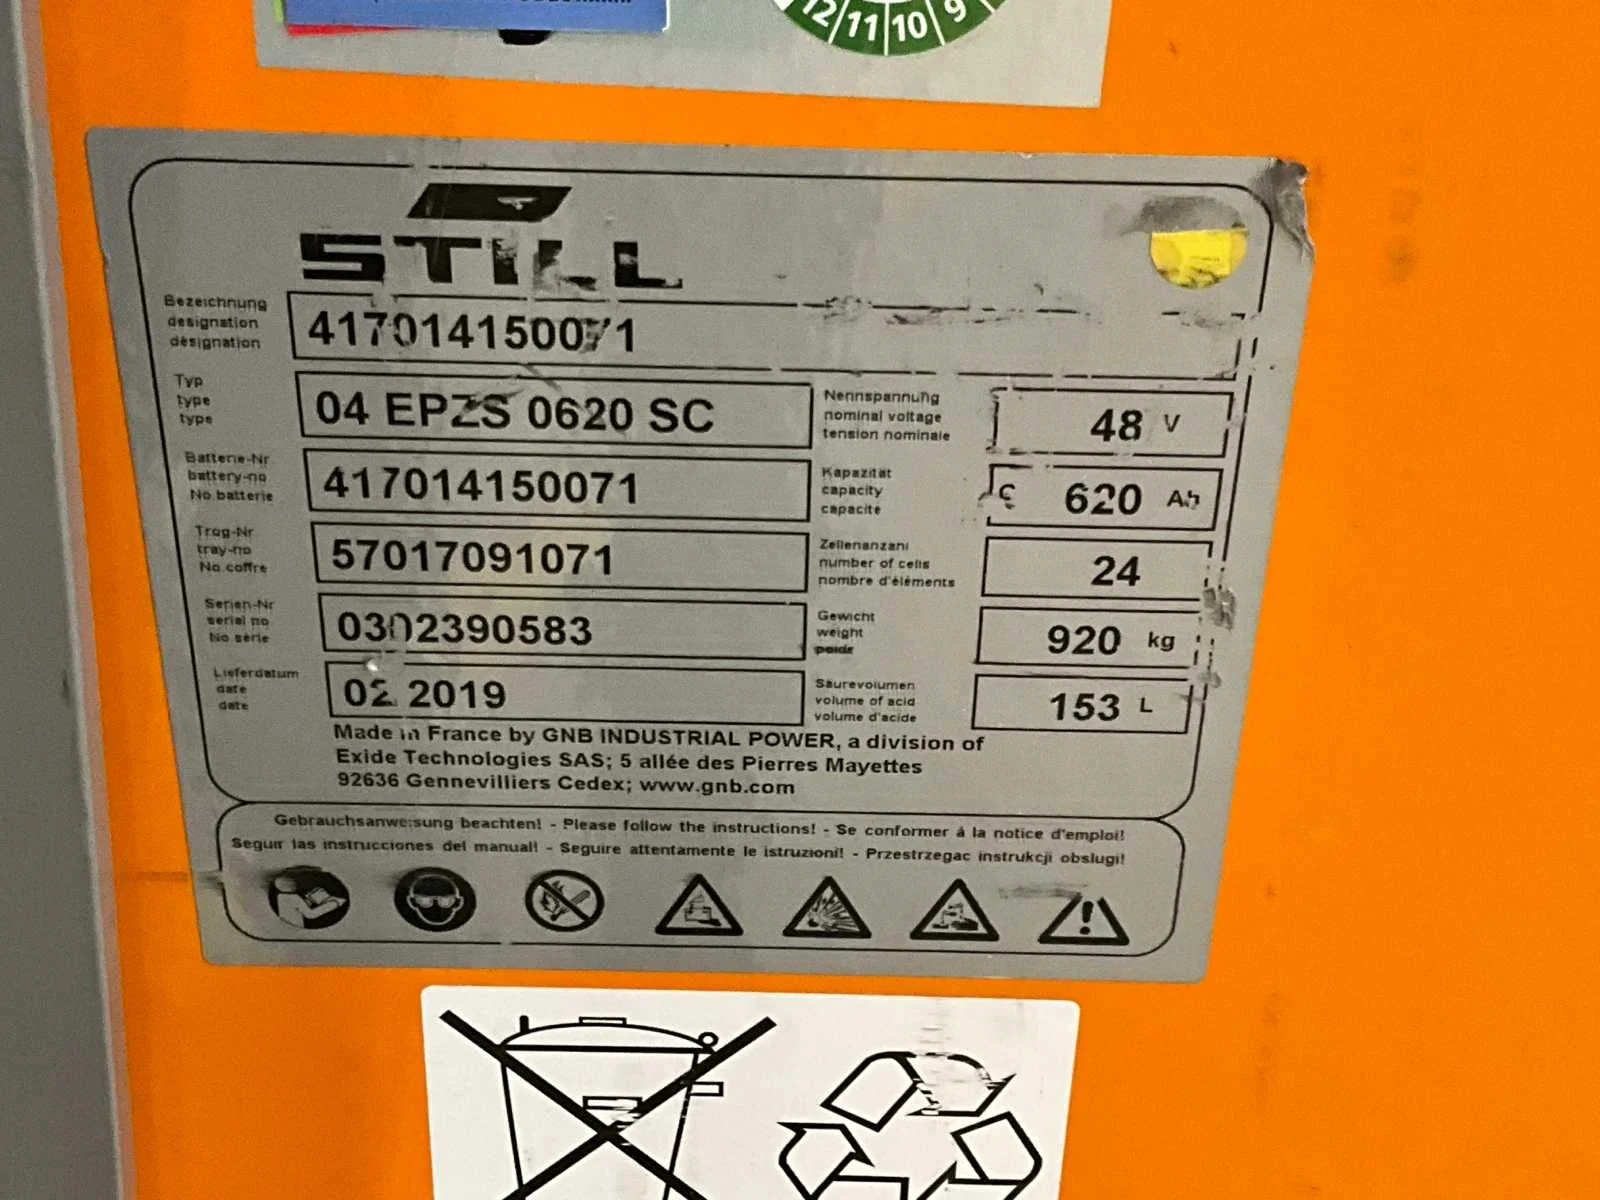 12 11 10 9
STILL
Bezeichnung
designation
désignation
417014150071
Typ
type
type
04 EPZS 0620 SC
Nennspannung
nominal voltage
tension nominale
48 V
Batterie-Nr
battery-no
No.batterie
417014150071
Kapazität
capacity
capacité
620 Ah
Trog-Nr
tray-no
No.coffre
57017091071
Zellenanzahl
number of cells
nombre d'éléments
24
Serien-Nr
serial no
No série
0302390583
Gewicht
weight
poids
920 kg
Lieferdatum
date
date
02 2019
Säurevolumen
volume of acid
volume d'acide
153 L
Made in France by GNB INDUSTRIAL POWER, a division of
Exide Technologies SAS; 5 allée des Pierres Mayettes
92636 Gennevilliers Cedex; www.gnb.com
Gebrauchsanweisung beachten! - Please follow the instructions! - Se conformer á la notice d'emploi!
Seguir las instrucciones del manual! - Seguire attentamente le istruzioni! - Przestrzegac instrukcji obslugi!